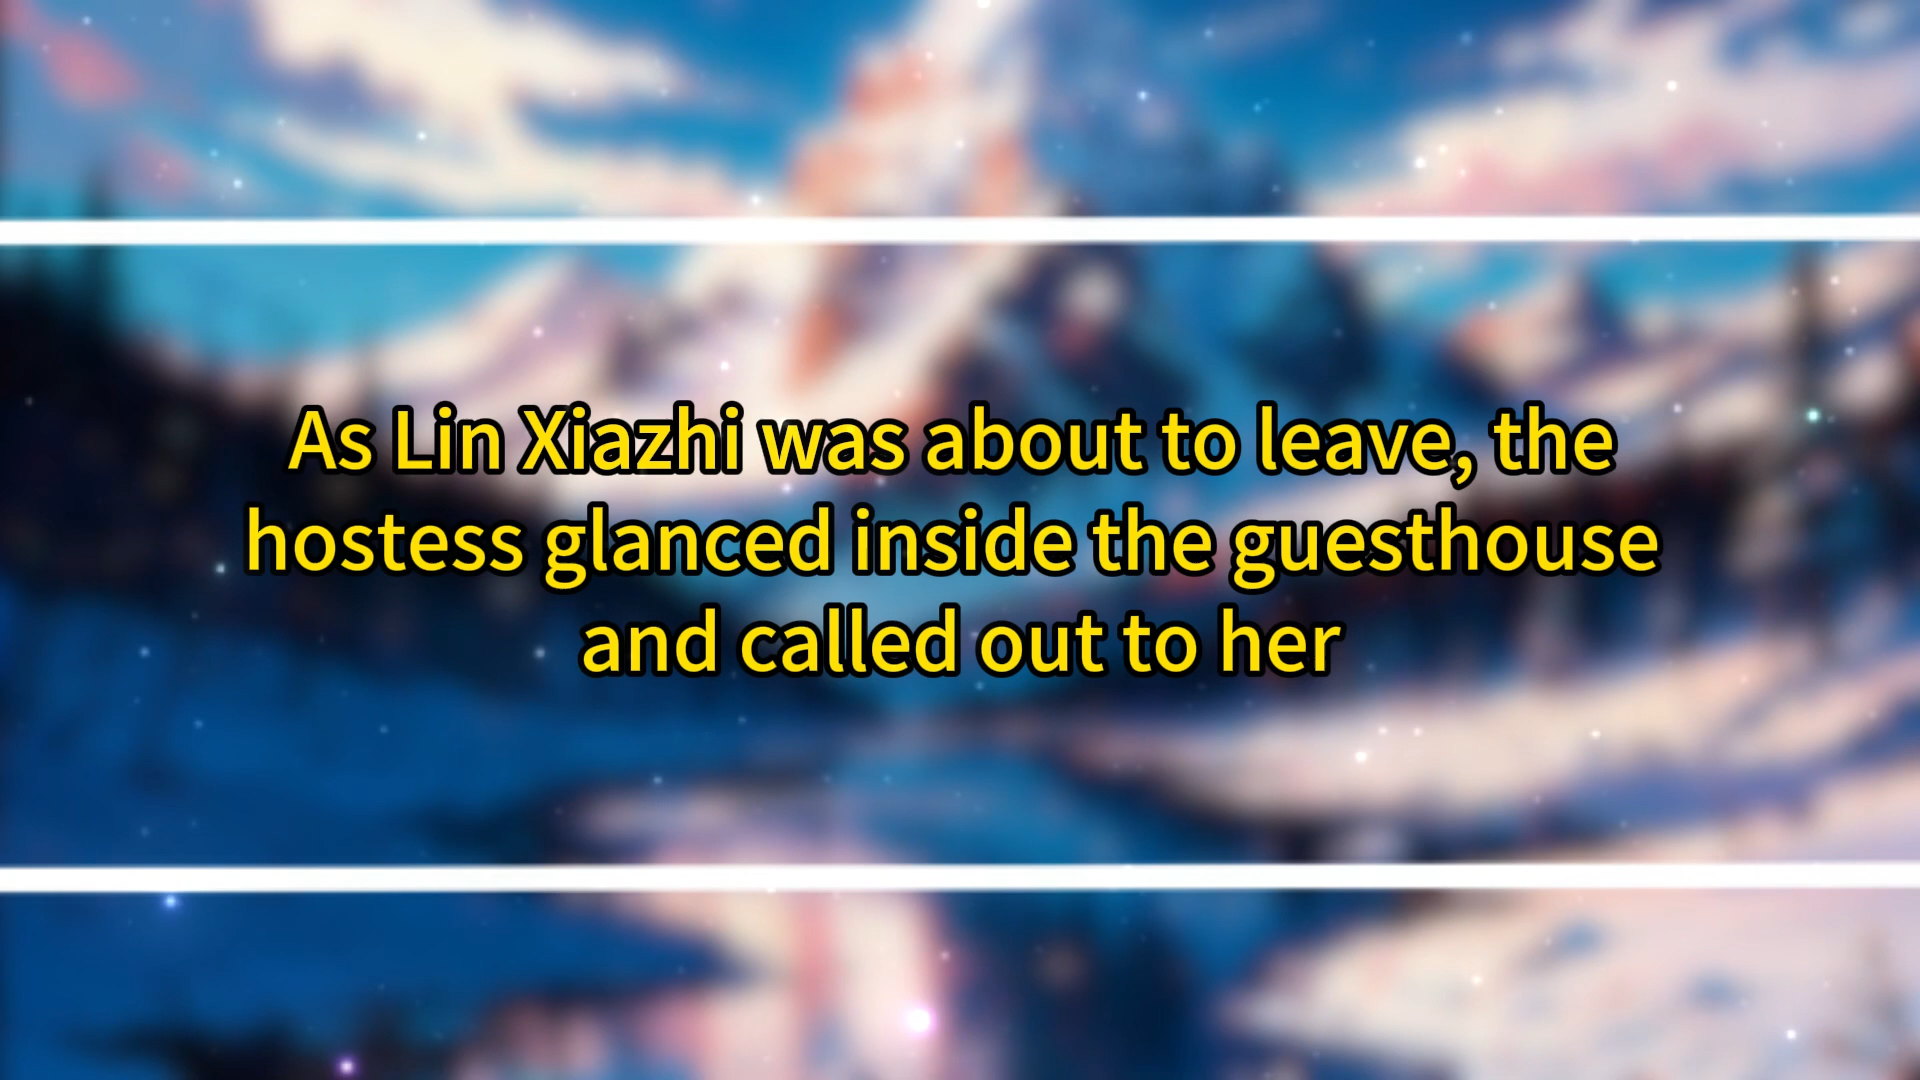 As Lin Xiazhi was about to leave, the
hostess glanced inside the guesthouse
and called out to her